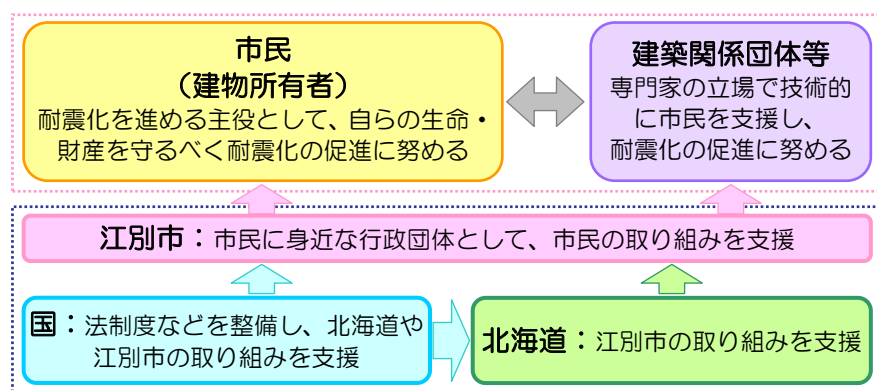 市民
（建物所有者）
耐震化を進める主役として、自らの生命・
財産を守るべく耐震化の促進に努める
建築関係団体等
専門家の立場で技術的
に市民を支援し、
耐震化の促進に努める
江別市：市民に身近な行政団体として、市民の取り組みを支援
国：法制度などを整備し、北海道や
江別市の取り組みを支援
北海道：江別市の取り組みを支援